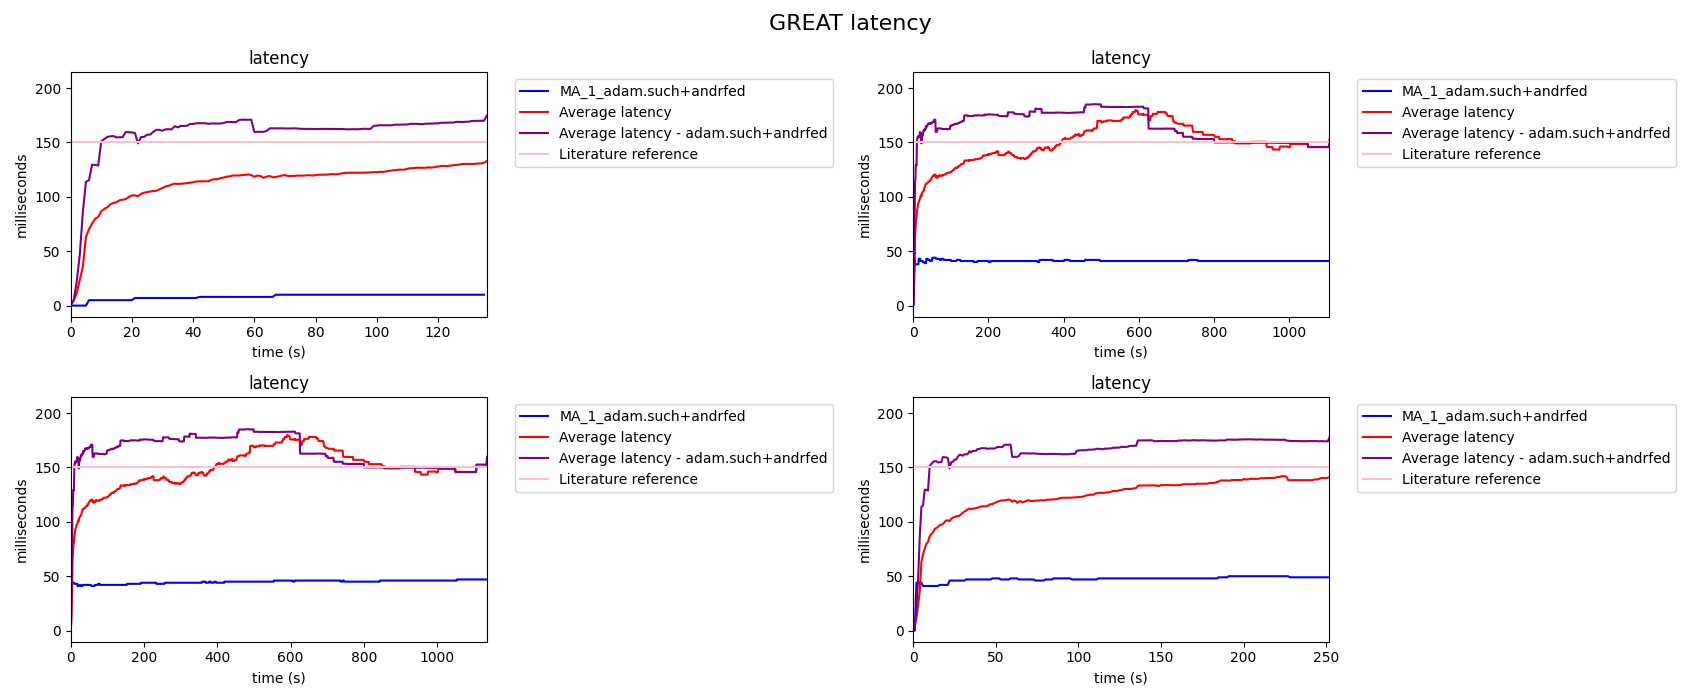 GREAT latency
latency
200
150
100
50
0
milliseconds
0 20 40 60 80 100 120
time (s)
MA_1_adam.such+andrfed
Average latency
Average latency - adam.such+andrfed
Literature reference
latency
200
150
100
50
0
milliseconds
0 200 400 600 800 1000
time (s)
MA_1_adam.such+andrfed
Average latency
Average latency - adam.such+andrfed
Literature reference
latency
200
150
100
50
0
milliseconds
0 200 400 600 800 1000
time (s)
MA_1_adam.such+andrfed
Average latency
Average latency - adam.such+andrfed
Literature reference
latency
200
150
100
50
0
milliseconds
0 50 100 150 200 250
time (s)
MA_1_adam.such+andrfed
Average latency
Average latency - adam.such+andrfed
Literature reference